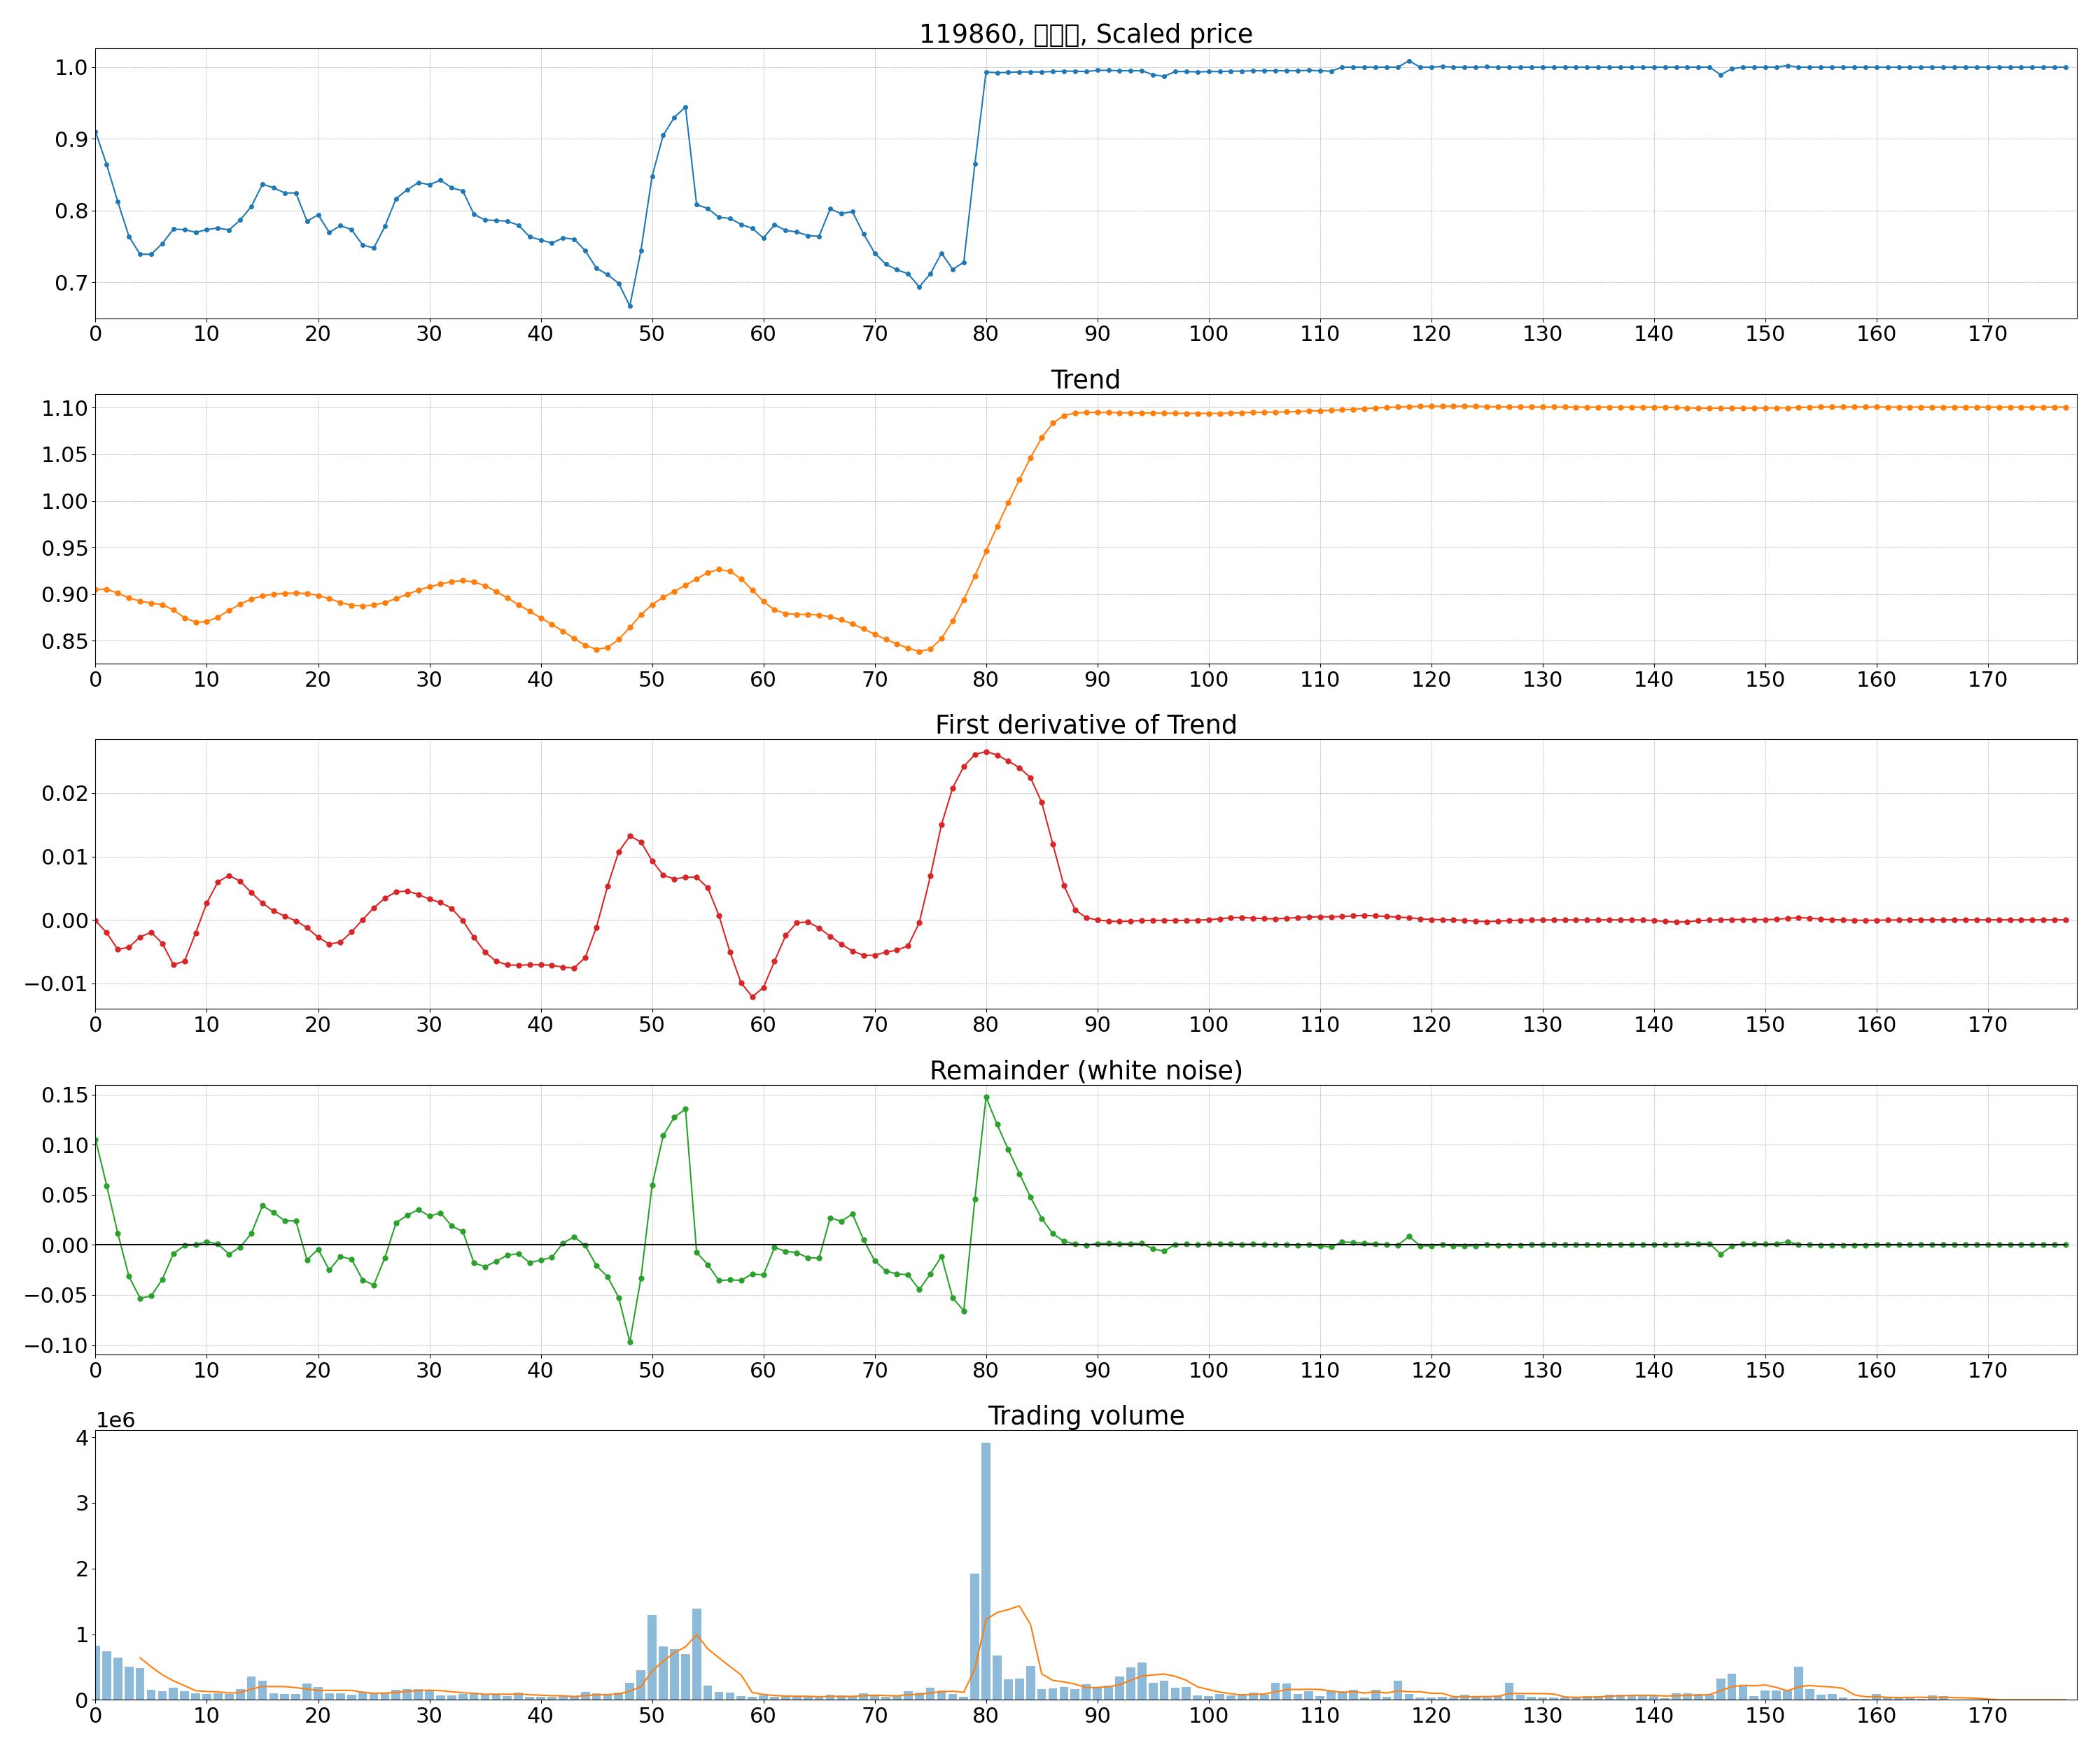 119860, □□□, Scaled price
1.0
0.9
0.8
0.7
0 10 20 30 40 50 60 70 80 90 100 110 120 130 140 150 160 170
Trend
1.10
1.05
1.00
0.95
0.90
0.85
0 10 20 30 40 50 60 70 80 90 100 110 120 130 140 150 160 170
First derivative of Trend
0.02
0.01
0.00
−0.01
0 10 20 30 40 50 60 70 80 90 100 110 120 130 140 150 160 170
Remainder (white noise)
0.15
0.10
0.05
0.00
−0.05
−0.10
0 10 20 30 40 50 60 70 80 90 100 110 120 130 140 150 160 170
Trading volume
1e6
4
3
2
1
0
0 10 20 30 40 50 60 70 80 90 100 110 120 130 140 150 160 170